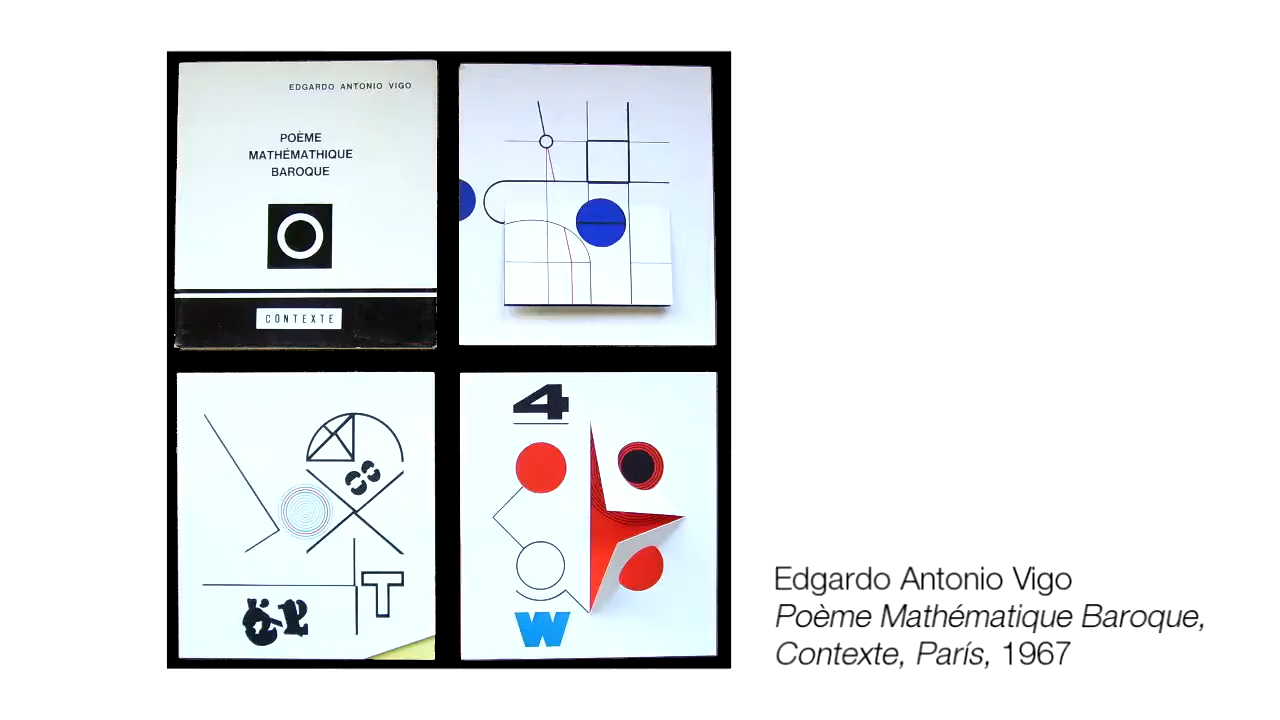 EDGARDO ANTONIO VIGO
POÈME
MATHÉMATHIQUE
BAROQUE
CONTEXTE
4
W
T
Edgardo Antonio Vigo
Poème Mathématique Baroque,
Contexte, París, 1967